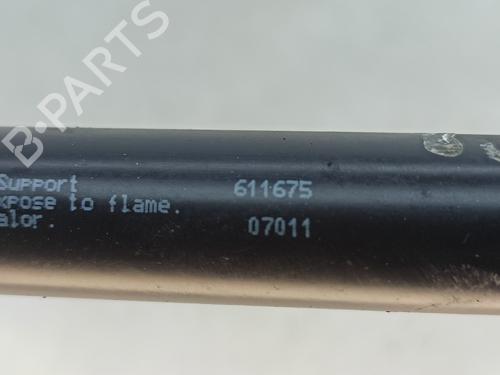 B-PARTS
Support 611675
xpose to flame.
alor. 07011